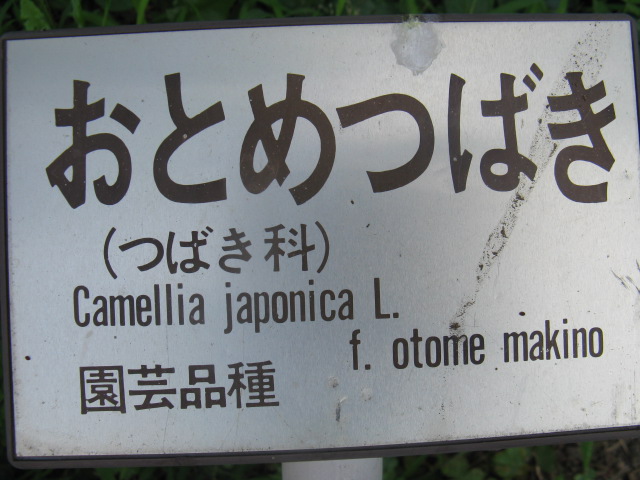 おとめつばき
(つばき科)
Camellia japonica L.
f. otome makino
園芸品種